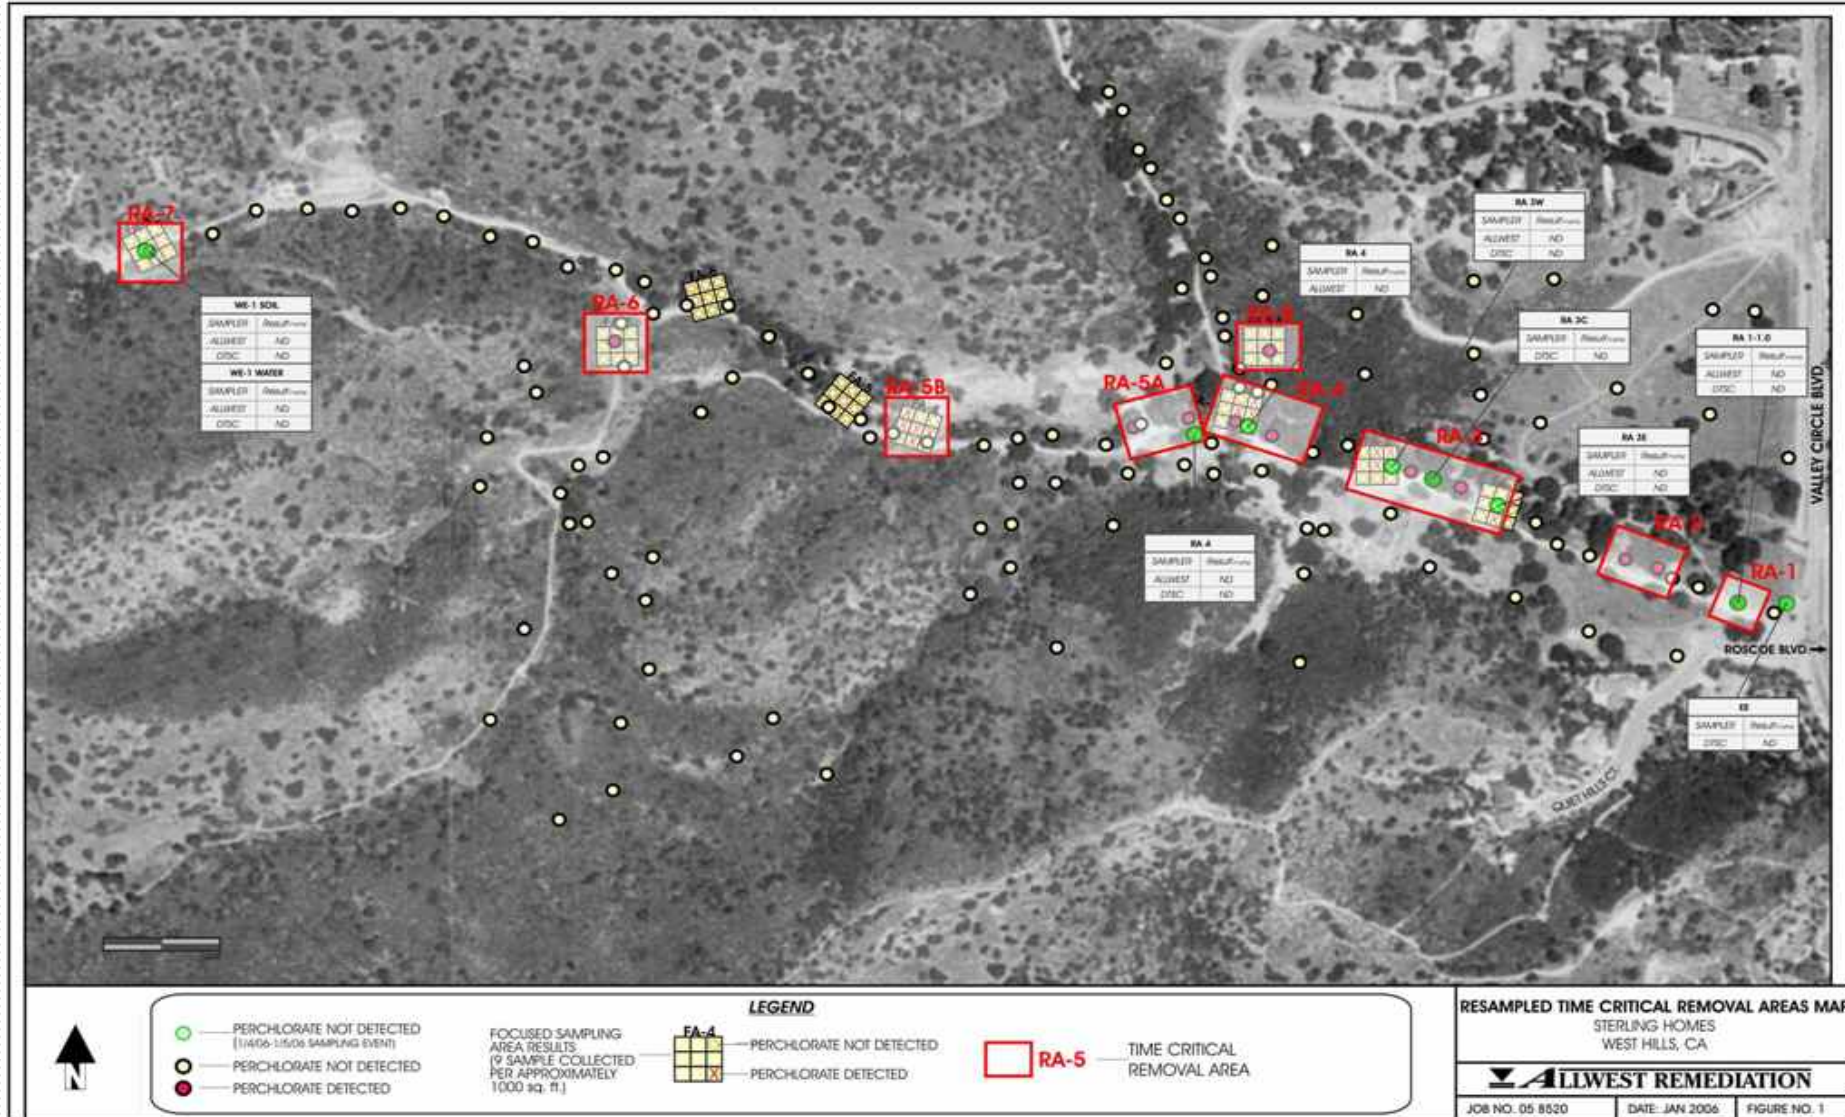 RA-7
WE-1 SOIL
SAMPLER
ALLWEST ND
DTSC ND
WE-1 WATER
SAMPLER
ALLWEST ND
DTSC ND
RA-6
RA-5B
RA-5A
RA 4
SAMPLER
ALLWEST ND
RA 3W
SAMPLER
ALLWEST ND
DTSC ND
RA 3C
SAMPLER
DTSC ND
RA 1-1.0
SAMPLER
ALLWEST ND
DTSC ND
RA 3E
SAMPLER
ALLWEST ND
DTSC ND
RA 4
SAMPLER
ALLWEST ND
DTSC ND
RA-1
VALLEY CIRCLE BLVD
ROSCOE BLVD
SAMPLER
DTSC ND
QUIET HILLS CT.
N
LEGEND
PERCHLORATE NOT DETECTED
(1/4/06-1/5/06 SAMPLING EVENT)
PERCHLORATE NOT DETECTED
PERCHLORATE DETECTED
FOCUSED SAMPLING
AREA RESULTS
(9 SAMPLE COLLECTED
PER APPROXIMATELY
1000 sq. ft.)
FA-4
X
PERCHLORATE NOT DETECTED
PERCHLORATE DETECTED
RA-5
TIME CRITICAL
REMOVAL AREA
RESAMPLED TIME CRITICAL REMOVAL AREAS MAP
STERLING HOMES
WEST HILLS, CA
ALLWEST REMEDIATION
JOB NO. 05 8520
DATE: JAN 2006
FIGURE NO. 1